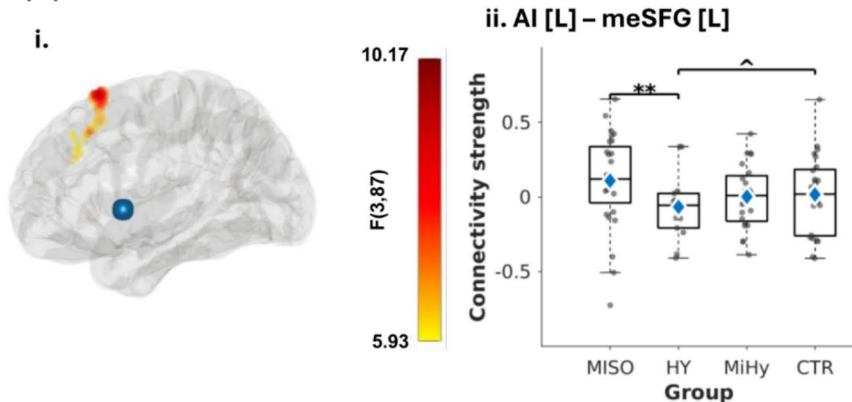 i.
10.17
F(3,87)
5.93
ii. AI [L] – meSFG [L]
Connectivity strength
0.5
0
-0.5
**
^
MISO HY MiHy CTR
Group